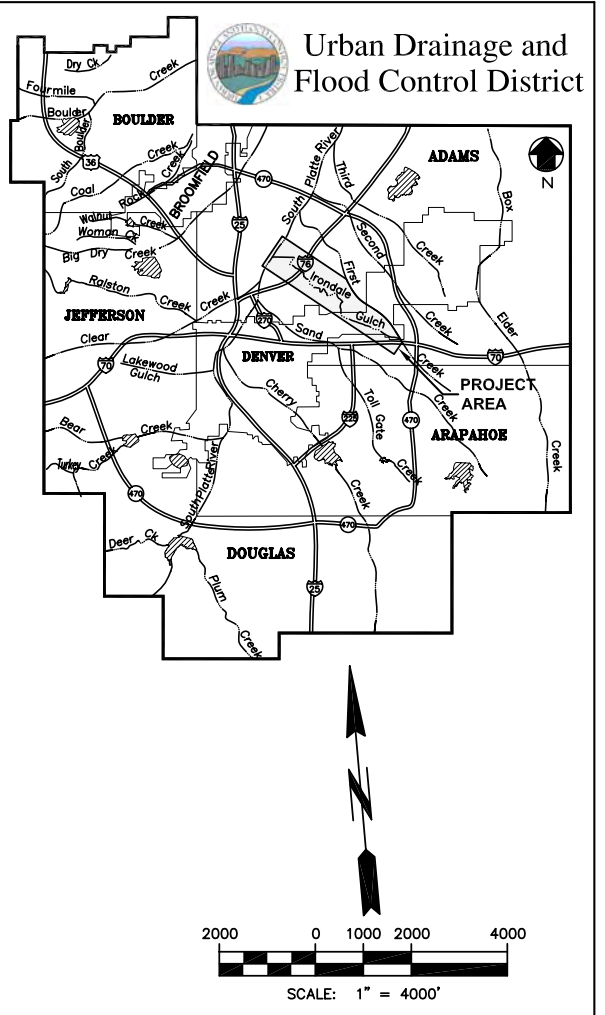 Urban Drainage and
Flood Control District
Dry Ck
Creek
Fourmile
Boulder
BOULDER
South Boulder
36
Coal
Creek
Rock Creek
BROOMFIELD
470
25
South Platte River
Third
Second
First
ADAMS
N
Box
Elder
Creek
Walnut Creek
Woman Ck
Big Dry Creek
76
Irondale
Gulch
Creek
Creek
Ralston
Creek
Creek
JEFFERSON
Clear
270
Sand
DENVER
Creek
70
70
Lakewood
Gulch
Cherry
Creek
PROJECT
AREA
Toll Gate
Creek
Creek
225
470
ARAPAHOE
Bear
Creek
Turkey
Creek
South Platte River
470
470
Deer Ck
DOUGLAS
Plum
Creek
25
N
2000
0
1000
2000
4000
SCALE: 1" = 4000'